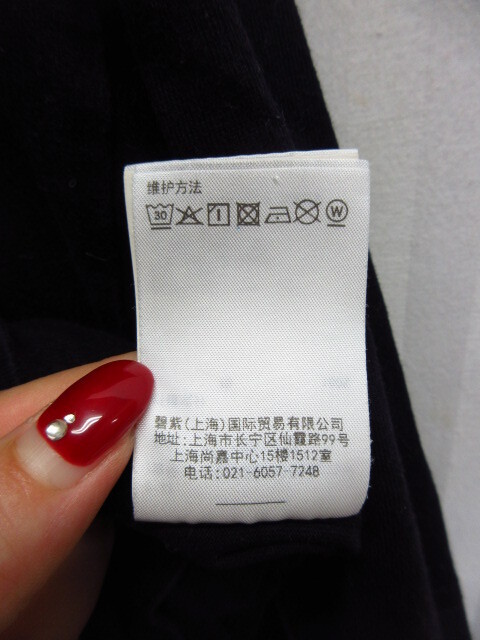 维护方法
30
W
碧紫(上海)国际贸易有限公司
地址:上海市长宁区仙霞路99号
上海尚嘉中心15楼1512室
电话:021-6057-7248